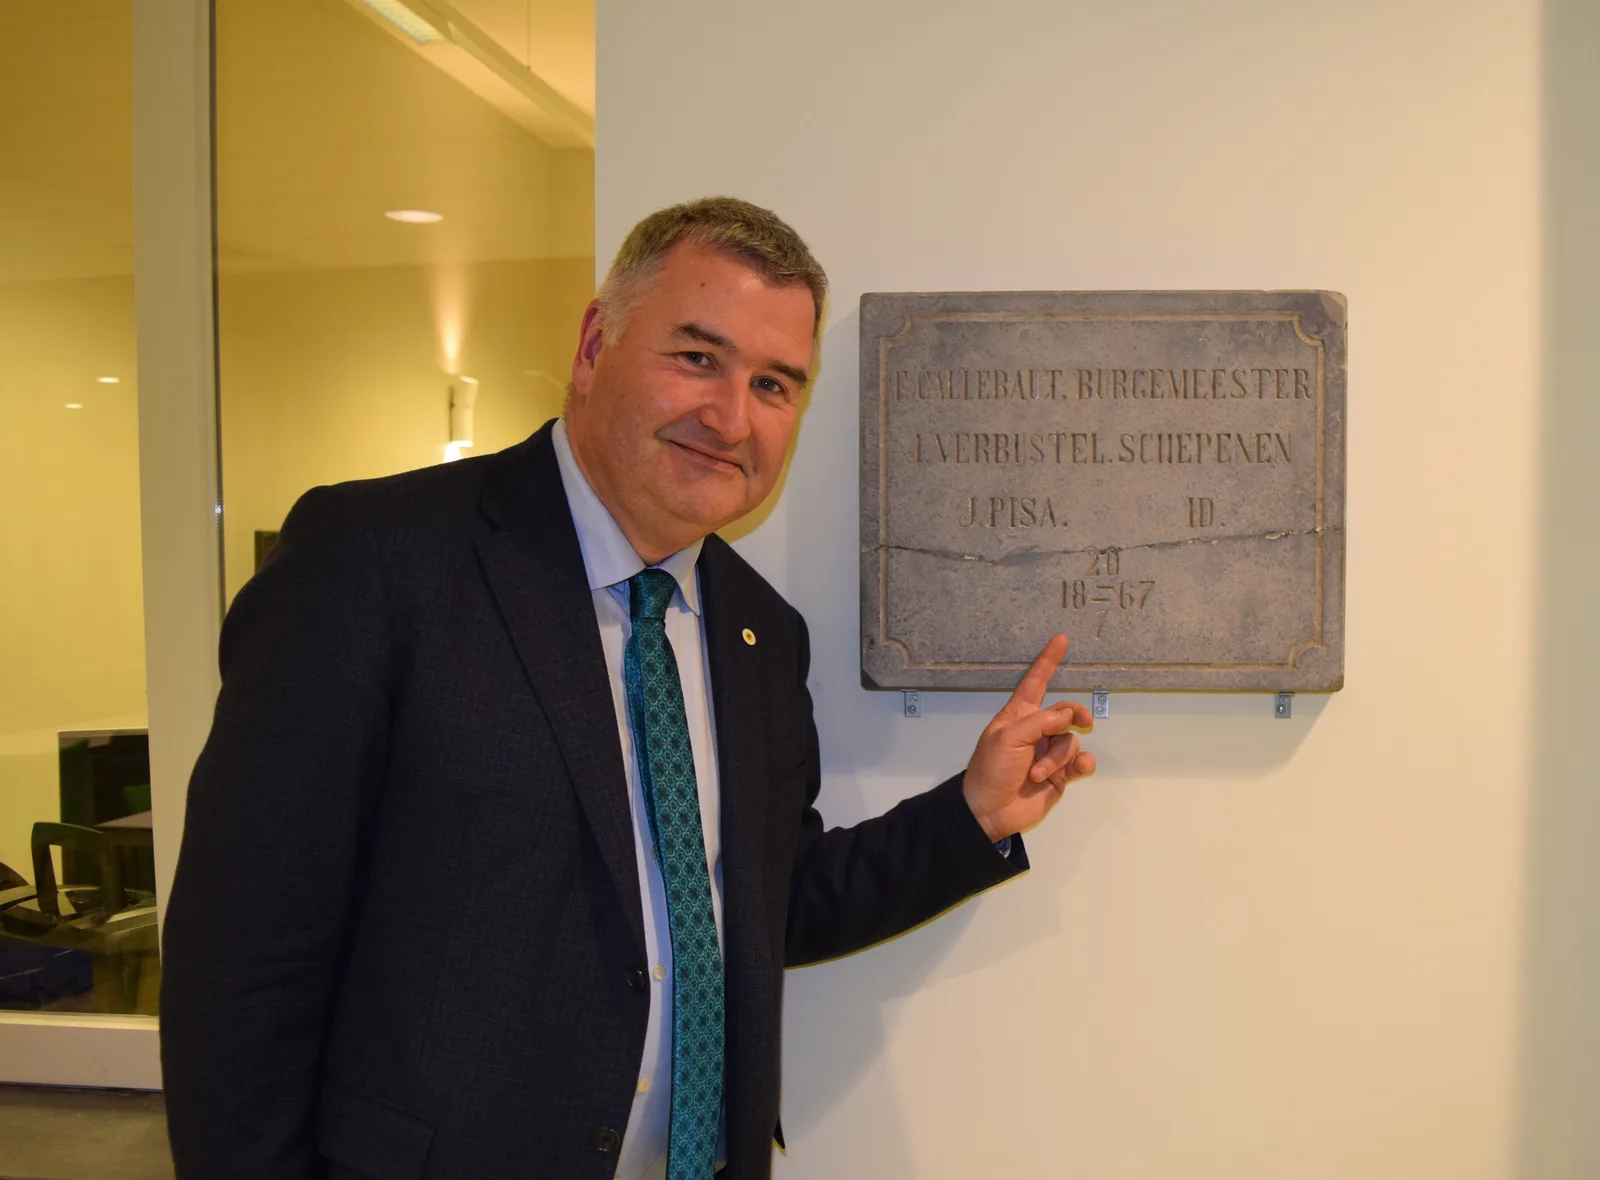 F. CALLEBAUT, BURGEMEESTER
J. VERBUSTEL. SCHEPENEN
J. PISA. ID.
20
18=67
7